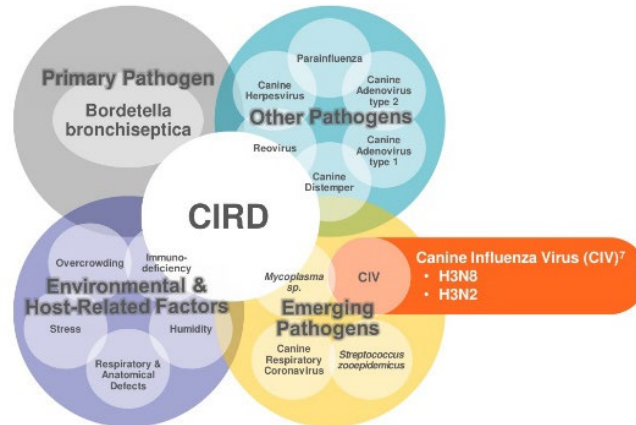 Primary Pathogen
Bordetella
bronchiseptica
Parainfluenza
Canine
Herpesvirus
Canine
Adenovirus
type 2
Other Pathogens
Reovirus
Canine
Adenovirus
type 1
Canine
Distemper
CIRD
Overcrowding
Immuno-
deficiency
Environmental &
Host-Related Factors
Stress
Humidity
Respiratory &
Anatomical
Defects
Mycoplasma
sp.
CIV
Emerging
Pathogens
Canine
Respiratory
Coronavirus
Streptococcus
zooepidemicus
Canine Influenza Virus (CIV)⁷
• H3N8
• H3N2